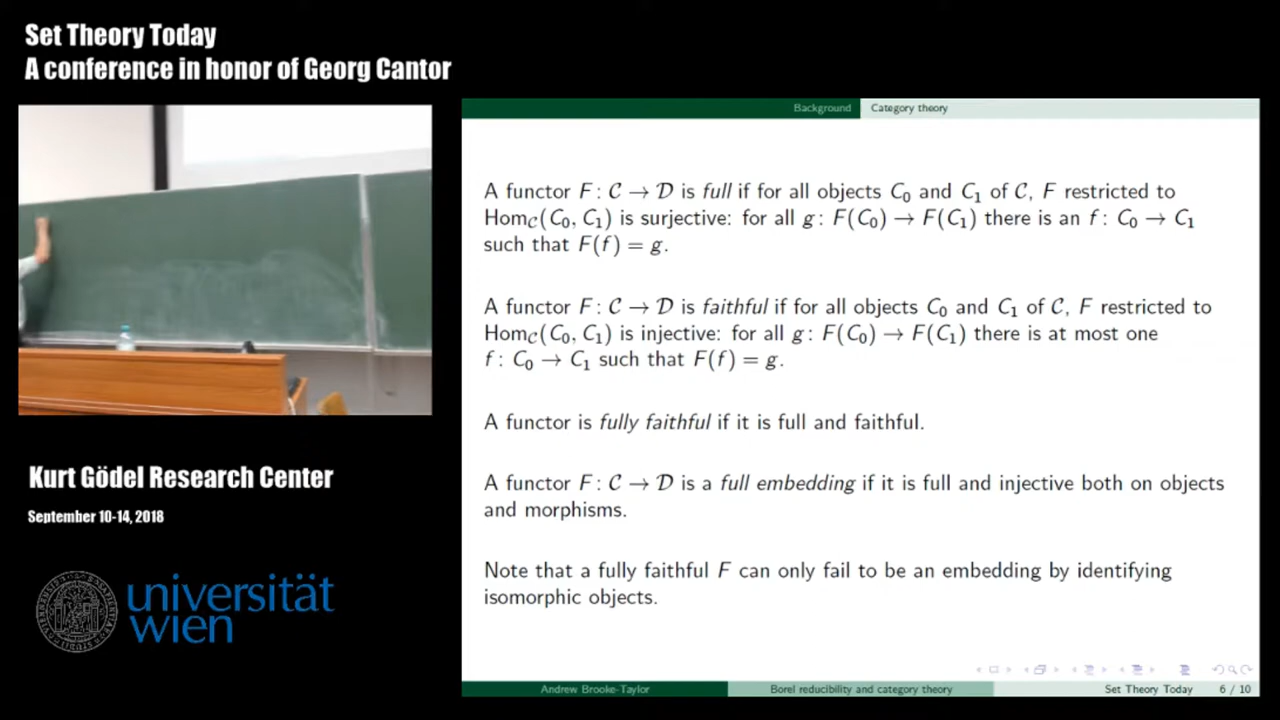 Set Theory Today
A conference in honor of Georg Cantor
Background Category theory
A functor F : 𝒞 → 𝒟 is full if for all objects C₀ and C₁ of 𝒞, F restricted to
Hom𝒞(C₀, C₁) is surjective: for all g : F(C₀) → F(C₁) there is an f : C₀ → C₁
such that F(f) = g.
A functor F : 𝒞 → 𝒟 is faithful if for all objects C₀ and C₁ of 𝒞, F restricted to
Hom𝒞(C₀, C₁) is injective: for all g : F(C₀) → F(C₁) there is at most one
f : C₀ → C₁ such that F(f) = g.
A functor is fully faithful if it is full and faithful.
A functor F : 𝒞 → 𝒟 is a full embedding if it is full and injective both on objects
and morphisms.
Note that a fully faithful F can only fail to be an embedding by identifying
isomorphic objects.
Kurt Gödel Research Center
September 10-14, 2018
universität
wien
Andrew Brooke-Taylor Borel reducibility and category theory Set Theory Today 6 / 10